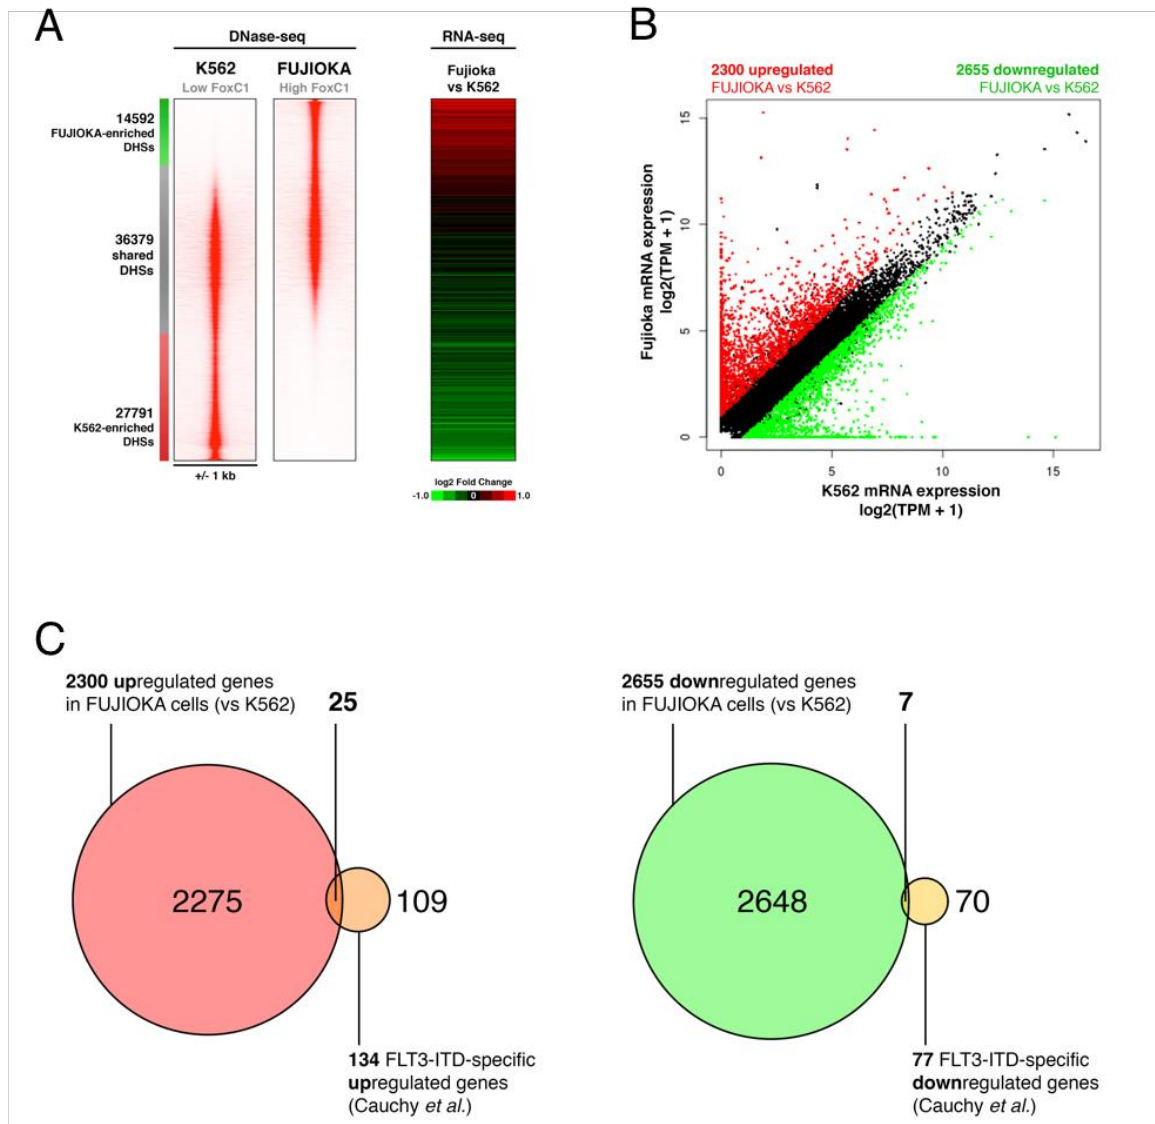 A
DNase-seq
RNA-seq
K562
Low FoxC1
FUJIOKA
High FoxC1
Fujioka
vs K562
14592
FUJIOKA-enriched
DHSs
36379
shared
DHSs
27791
K562-enriched
DHSs
+/- 1 kb
log2 Fold Change
-1.0 0 1.0
B
2300 upregulated
FUJIOKA vs K562
2655 downregulated
FUJIOKA vs K562
Fujioka mRNA expression
log2(TPM + 1)
15
10
5
0
0 5 10 15
K562 mRNA expression
log2(TPM + 1)
C
2300 upregulated genes
in FUJIOKA cells (vs K562)
25
2275
109
134 FLT3-ITD-specific
upregulated genes
(Cauchy et al.)
2655 downregulated genes
in FUJIOKA cells (vs K562)
7
2648
70
77 FLT3-ITD-specific
downregulated genes
(Cauchy et al.)